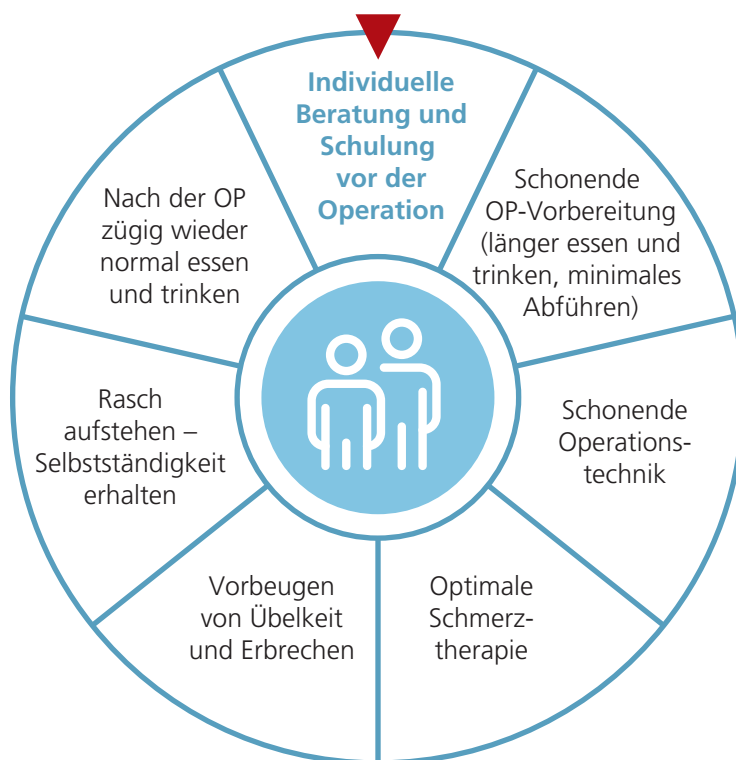 Individuelle
Beratung und
Schulung
vor der
Operation
Schonende
OP-Vorbereitung
(länger essen und
trinken, minimales
Abführen)
Schonende
Operations-
technik
Optimale
Schmerz-
therapie
Vorbeugen
von Übelkeit
und Erbrechen
Rasch
aufstehen –
Selbstständigkeit
erhalten
Nach der OP
zügig wieder
normal essen
und trinken